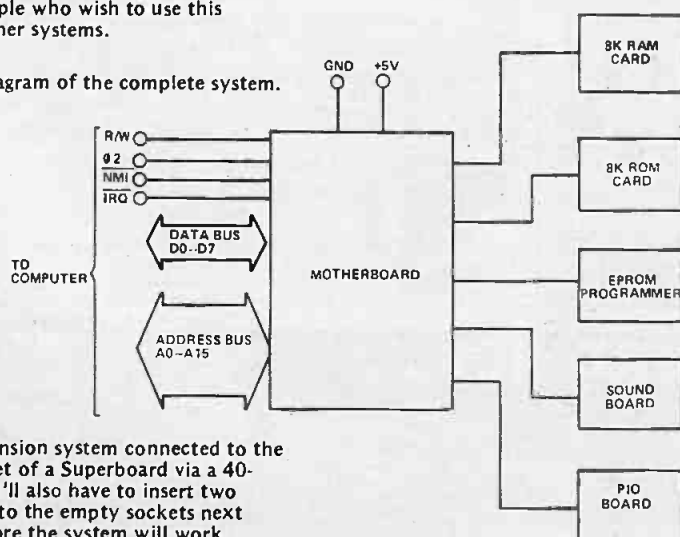 ple who wish to use this
ner systems.
agram of the complete system.
GND +5V
R/W
φ2
NMI
IRQ
DATA BUS
D0--D7
TO
COMPUTER
ADDRESS BUS
A0-A15
MOTHERBOARD
8K RAM
CARD
8K ROM
CARD
EPROM
PROGRAMMER
SOUND
BOARD
PIO
BOARD
nsion system connected to the
et of a Superboard via a 40-
'll also have to insert two
to the empty sockets next
ore the system will work